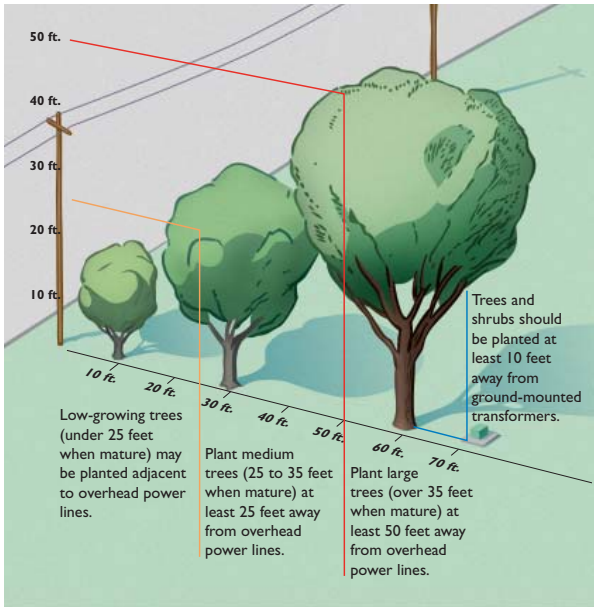 50 ft.
40 ft.
30 ft.
20 ft.
10 ft.
10 ft.
20 ft.
30 ft.
40 ft.
50 ft.
60 ft.
70 ft.
Low-growing trees
(under 25 feet
when mature) may
be planted adjacent
to overhead power
lines.
Plant medium
trees (25 to 35 feet
when mature) at
least 25 feet away
from overhead
power lines.
Plant large
trees (over 35 feet
when mature) at
least 50 feet away
from overhead
power lines.
Trees and
shrubs should
be planted at
least 10 feet
away from
ground-mounted
transformers.